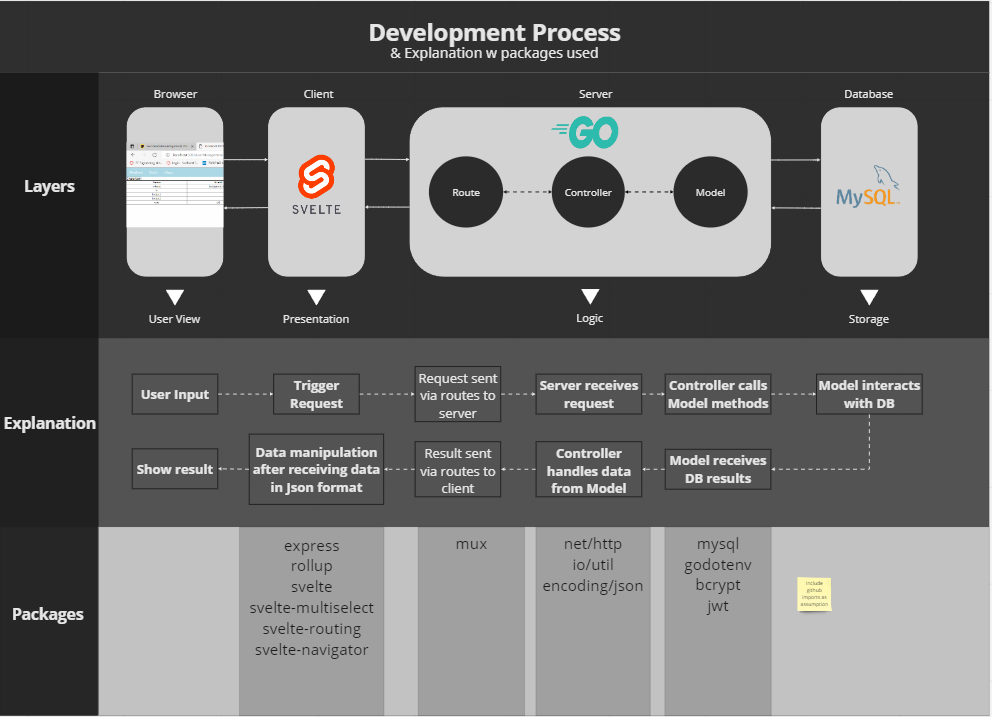 Development Process
& Explanation w packages used
Layers
Browser
Client
Server
Database
SVELTE
GO
Route
Controller
Model
MySQL
User View
Presentation
Logic
Storage
Explanation
User Input
Trigger
Request
Request sent
via routes to
server
Server receives
request
Controller calls
Model methods
Model interacts
with DB
Show result
Data manipulation
after receiving data
in Json format
Result sent
via routes to
client
Controller
handles data
from Model
Model receives
DB results
Packages
express
rollup
svelte
svelte-multiselect
svelte-routing
svelte-navigator
mux
net/http
io/util
encoding/json
mysql
godotenv
bcrypt
jwt
include
github
imports as
assumption